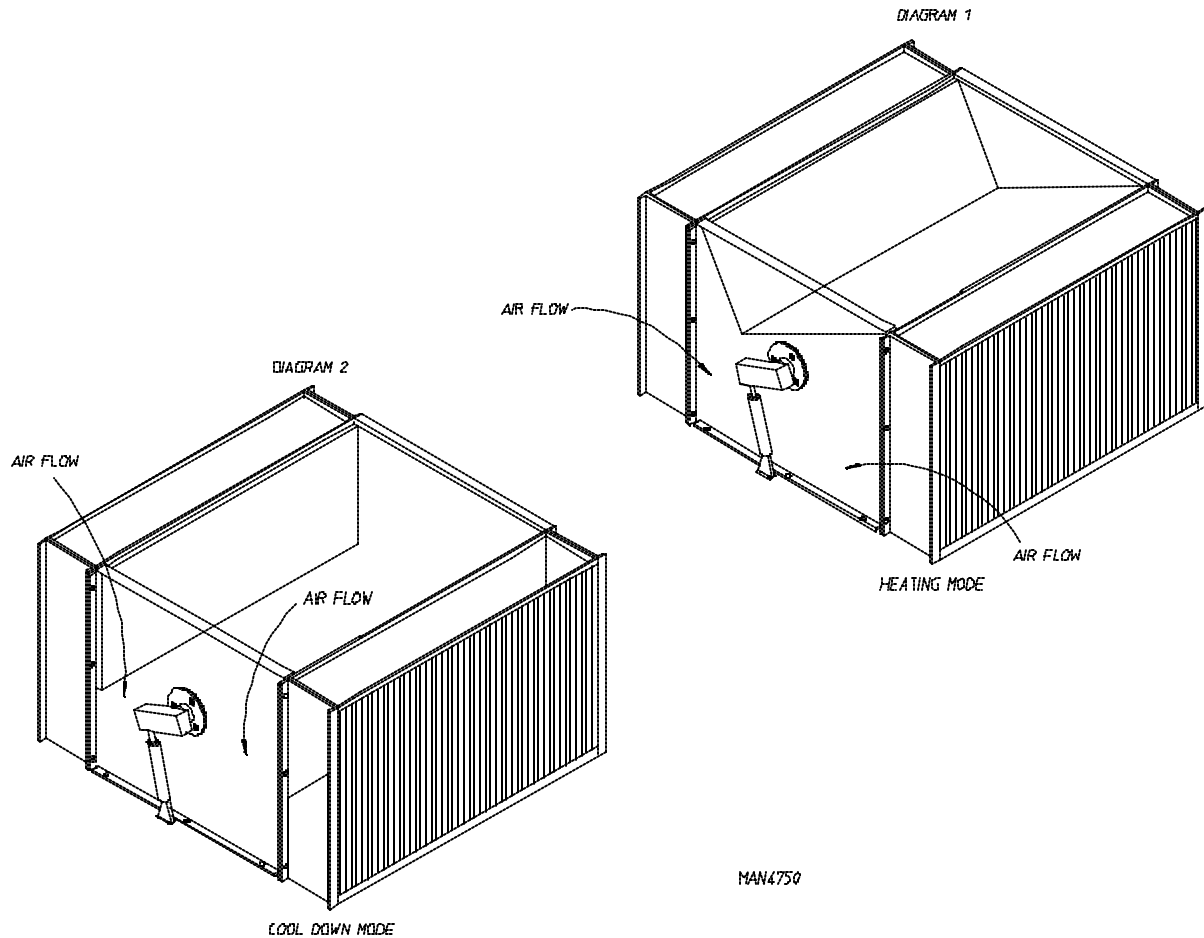 DIAGRAM 1
AIR FLOW
AIR FLOW
HEATING MODE
DIAGRAM 2
AIR FLOW
AIR FLOW
COOL DOWN MODE
MAN4750